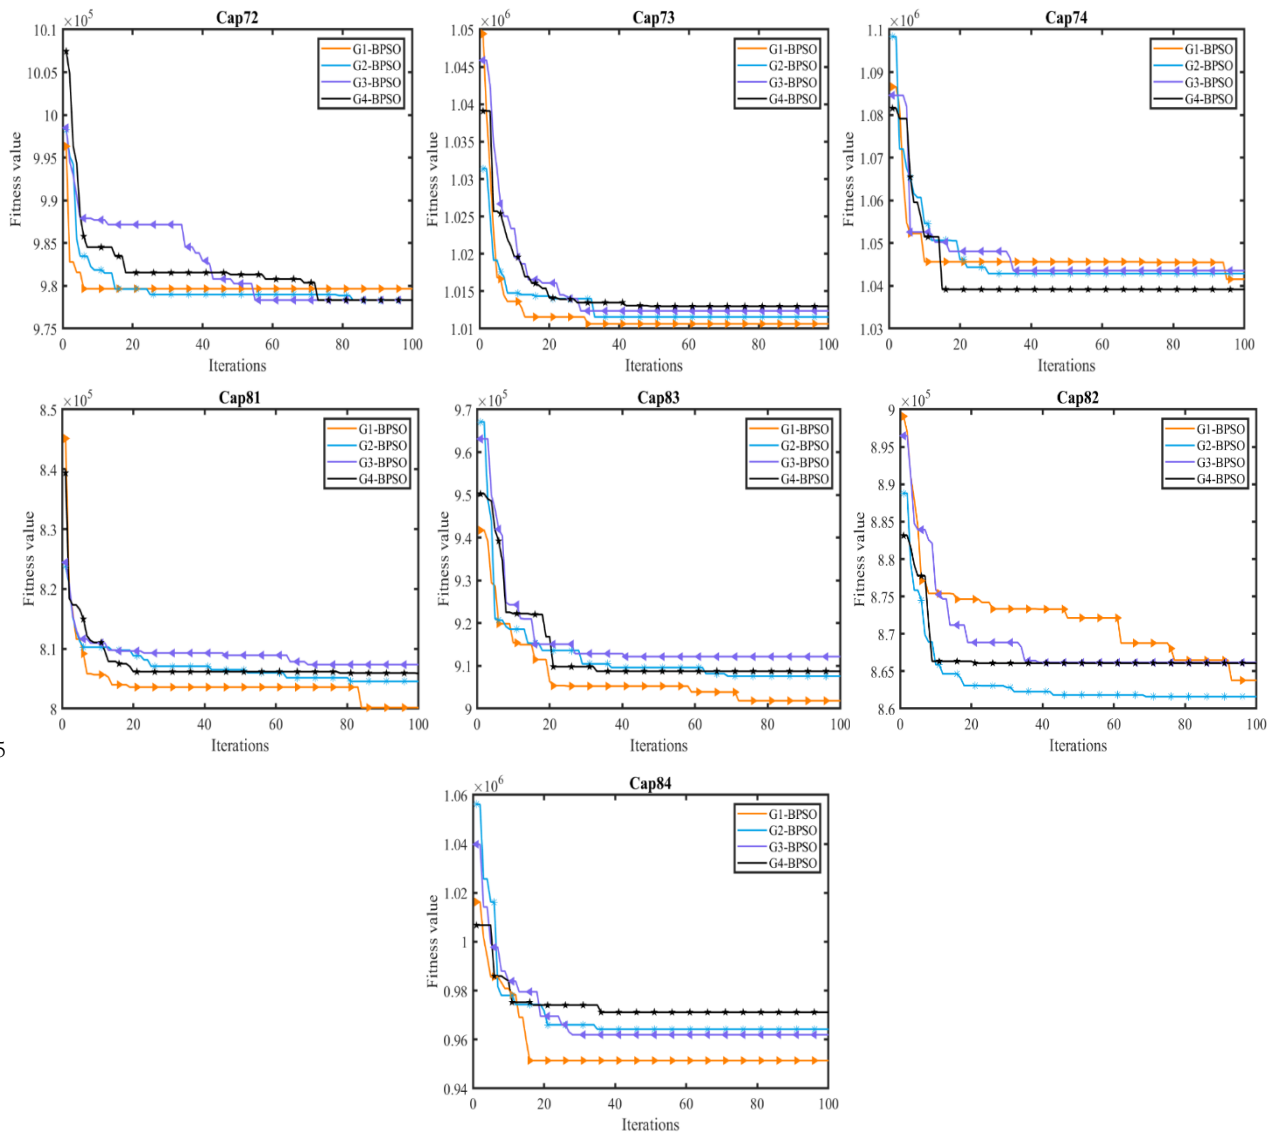 Cap72
×10^5
10.1
10.05
10
9.95
9.9
9.85
9.8
9.75
0 20 40 60 80 100
Fitness value
Iterations
G1-BPSO
G2-BPSO
G3-BPSO
G4-BPSO
Cap73
×10^6
1.05
1.045
1.04
1.035
1.03
1.025
1.02
1.015
1.01
0 20 40 60 80 100
Fitness value
Iterations
G1-BPSO
G2-BPSO
G3-BPSO
G4-BPSO
Cap74
×10^6
1.1
1.09
1.08
1.07
1.06
1.05
1.04
1.03
0 20 40 60 80 100
Fitness value
Iterations
G1-BPSO
G2-BPSO
G3-BPSO
G4-BPSO
Cap81
×10^5
8.5
8.4
8.3
8.2
8.1
8
0 20 40 60 80 100
Fitness value
Iterations
G1-BPSO
G2-BPSO
G3-BPSO
G4-BPSO
Cap83
×10^5
9.7
9.6
9.5
9.4
9.3
9.2
9.1
9
0 20 40 60 80 100
Fitness value
Iterations
G1-BPSO
G2-BPSO
G3-BPSO
G4-BPSO
Cap82
×10^5
9
8.95
8.9
8.85
8.8
8.75
8.7
8.65
8.6
0 20 40 60 80 100
Fitness value
Iterations
G1-BPSO
G2-BPSO
G3-BPSO
G4-BPSO
5
Cap84
×10^6
1.06
1.04
1.02
1
0.98
0.96
0.94
0 20 40 60 80 100
Fitness value
Iterations
G1-BPSO
G2-BPSO
G3-BPSO
G4-BPSO